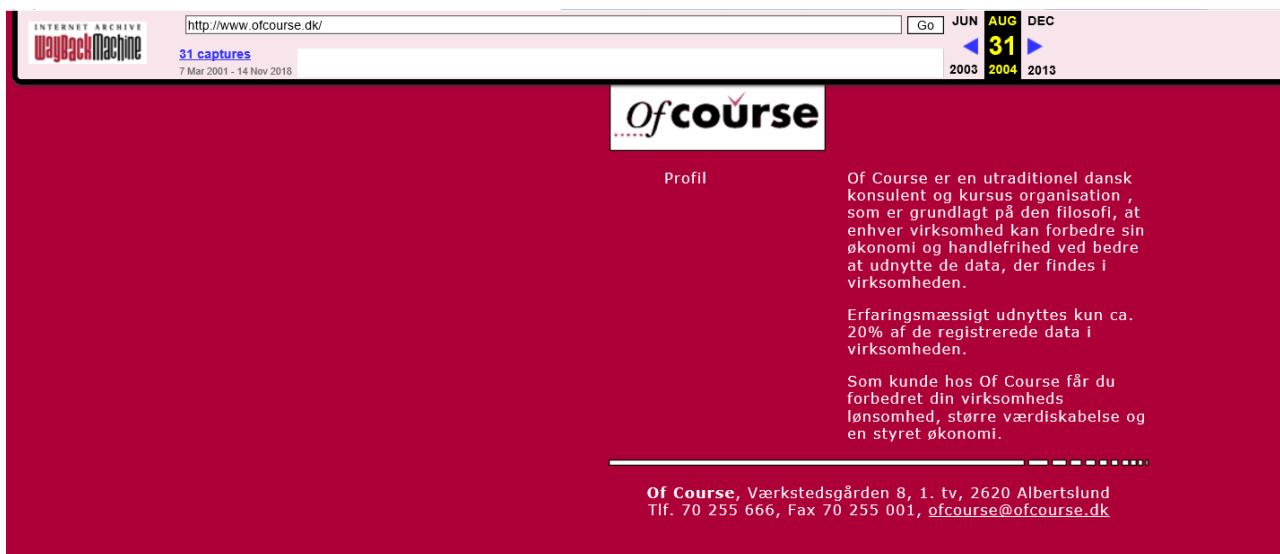 INTERNET ARCHIVE
WayBackMachine
http://www.ofcourse.dk/
Go
31 captures
7 Mar 2001 - 14 Nov 2018
JUN AUG DEC
31
2003 2004 2013
Of course
Profil
Of Course er en utraditionel dansk
konsulent og kursus organisation ,
som er grundlagt på den filosofi, at
enhver virksomhed kan forbedre sin
økonomi og handlefrihed ved bedre
at udnytte de data, der findes i
virksomheden.
Erfaringsmæssigt udnyttes kun ca.
20% af de registrerede data i
virksomheden.
Som kunde hos Of Course får du
forbedret din virksomheds
lønsomhed, større værdiskabelse og
en styret økonomi.
Of Course, Værkstedsgården 8, 1. tv, 2620 Albertslund
Tlf. 70 255 666, Fax 70 255 001, ofcourse@ofcourse.dk